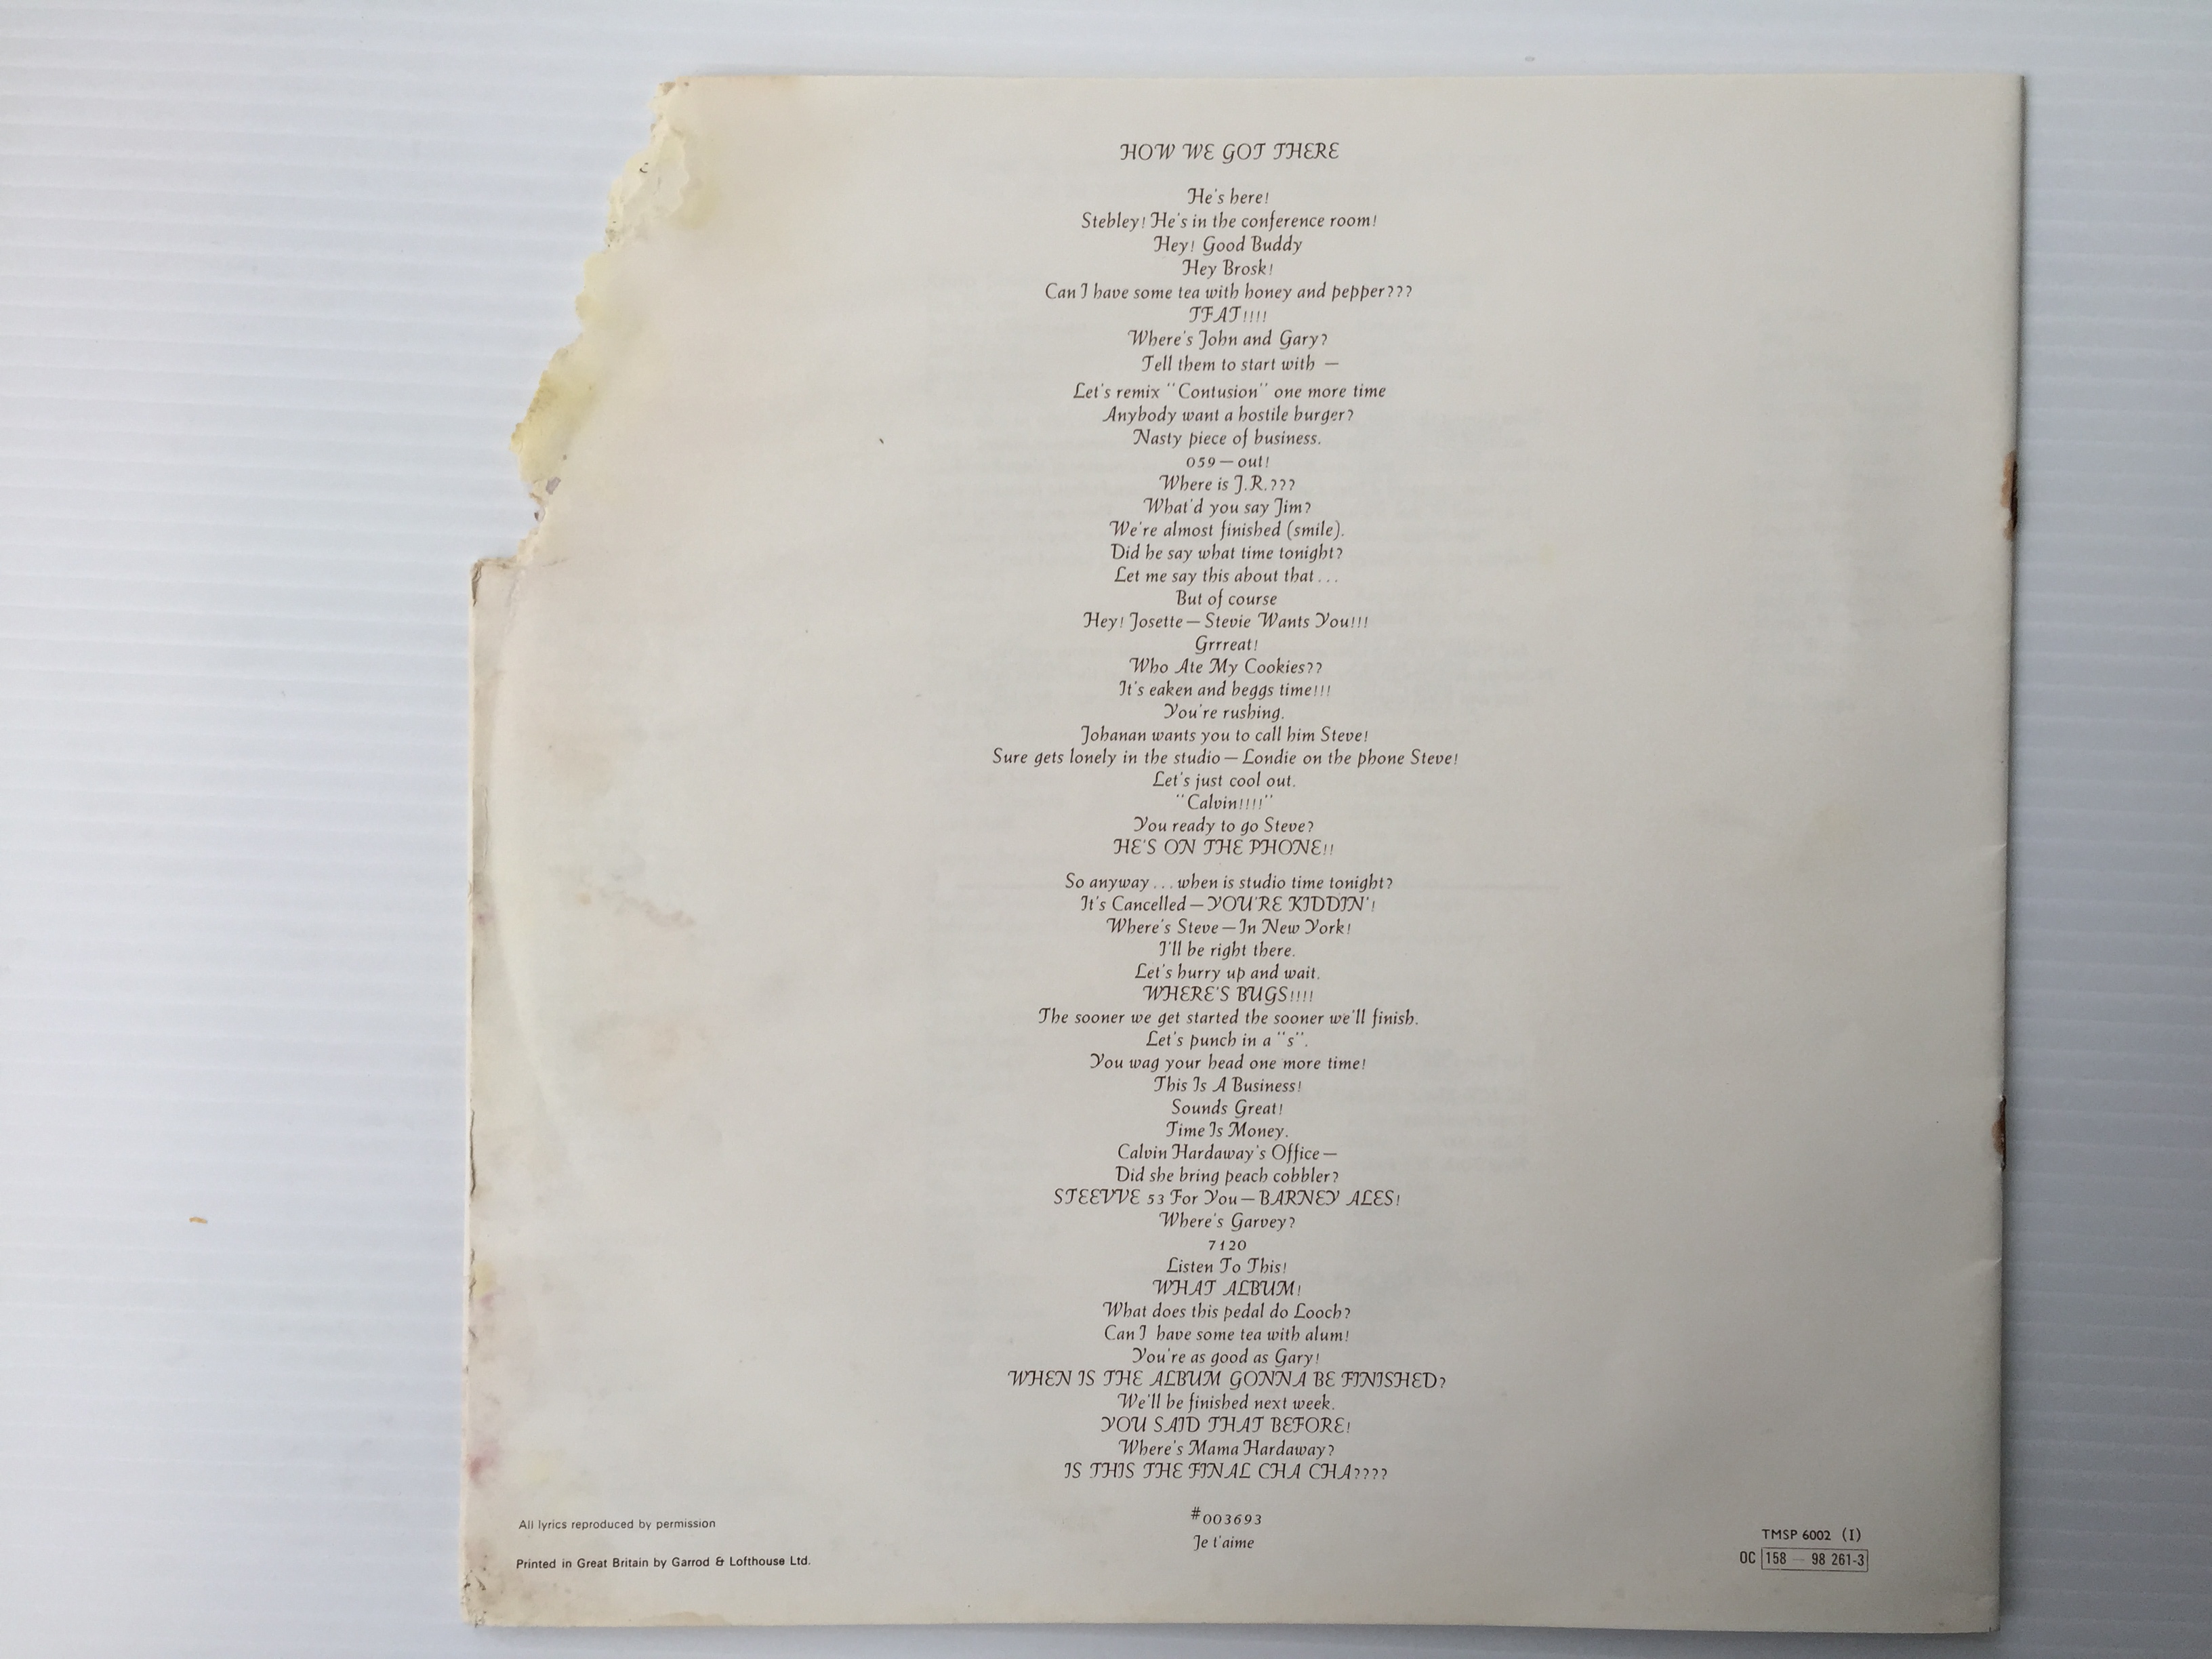 HOW WE GOT THERE
He's here!
Stebley! He's in the conference room!
Hey! Good Buddy
Hey Brosk!
Can I have some tea with honey and pepper???
TFAT!!!!
Where's John and Gary?
Tell them to start with —
Let's remix "Contusion" one more time
Anybody want a hostile burger?
Nasty piece of business.
059 — out!
Where is J.R.???
What'd you say Jim?
We're almost finished (smile).
Did he say what time tonight?
Let me say this about that . . .
But of course
Hey! Josette — Stevie Wants You!!!
Grrreat!
Who Ate My Cookies??
It's eaken and beggs time!!!
You're rushing.
Johanan wants you to call him Steve!
Sure gets lonely in the studio — Londie on the phone Steve!
Let's just cool out.
"Calvin!!!!"
You ready to go Steve?
HE'S ON THE PHONE!!
So anyway . . . when is studio time tonight?
It's Cancelled — YOU'RE KIDDIN'!
Where's Steve — In New York!
I'll be right there.
Let's hurry up and wait.
WHERE'S BUGS!!!!
The sooner we get started the sooner we'll finish.
Let's punch in a "s".
You wag your head one more time!
This Is A Business!
Sounds Great!
Time Is Money.
Calvin Hardaway's Office —
Did she bring peach cobbler?
STEEVVE 53 For You — BARNEY ALES!
Where's Garvey?
7120
Listen To This!
WHAT ALBUM!
What does this pedal do Looch?
Can I have some tea with alum!
You're as good as Gary!
WHEN IS THE ALBUM GONNA BE FINISHED?
We'll be finished next week.
YOU SAID THAT BEFORE!
Where's Mama Hardaway?
IS THIS THE FINAL CHA CHA????
#003693
Je t'aime
All lyrics reproduced by permission
Printed in Great Britain by Garrod & Lofthouse Ltd.
TMSP 6002 (I)
OC 158 — 98 261-3